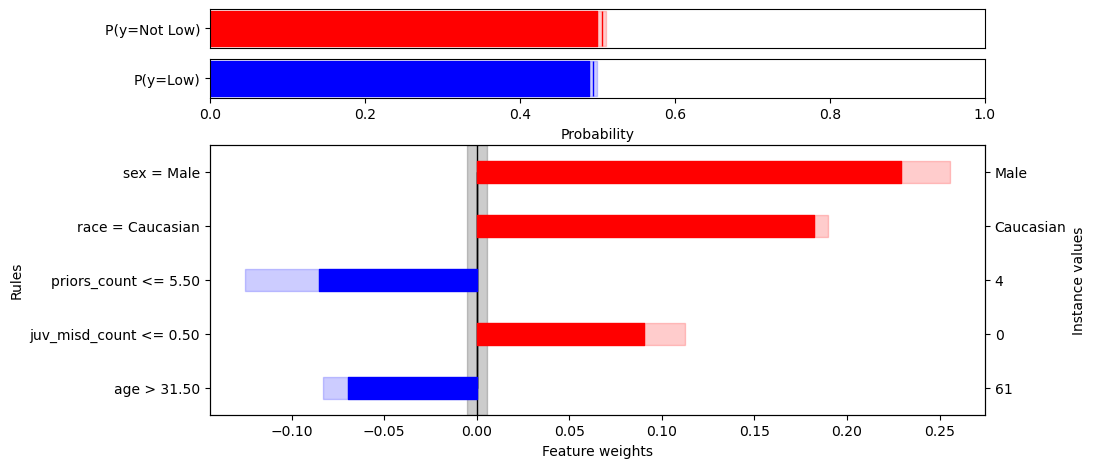 P(y=Not Low)
P(y=Low)
0.0 0.2 0.4 0.6 0.8 1.0
Probability
Rules
sex = Male Male
race = Caucasian Caucasian
priors_count <= 5.50 4
juv_misd_count <= 0.50 0
age > 31.50 61
Instance values
−0.10 −0.05 0.00 0.05 0.10 0.15 0.20 0.25
Feature weights